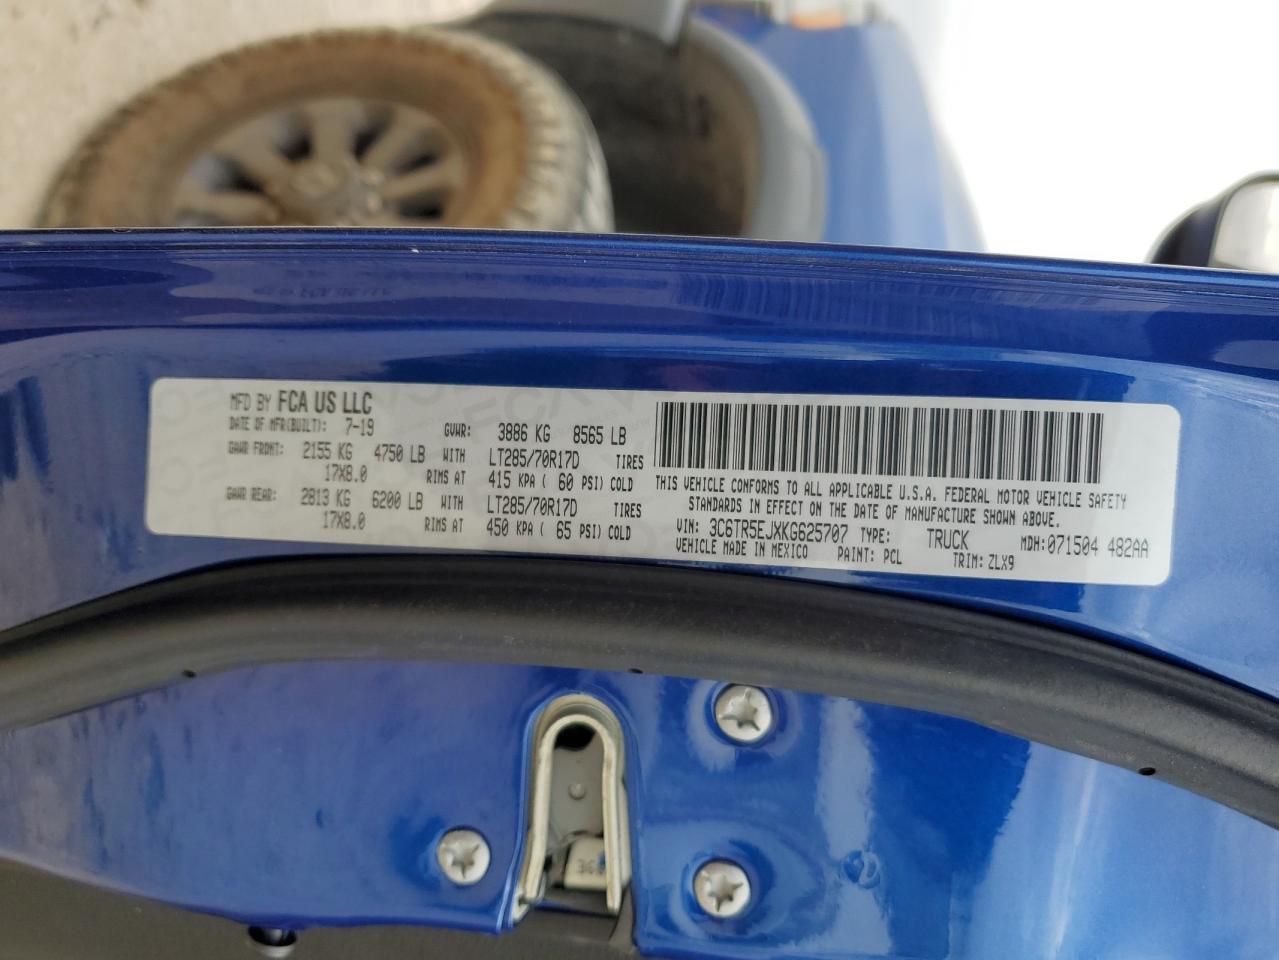 MFD BY FCA US LLC
DATE OF MFR(BUILT): 7-19 GVWR: 3886 KG 8565 LB
GAWR FRONT: 2155 KG 4750 LB WITH LT285/70R17D TIRES
17X8.0 RIMS AT 415 KPA ( 60 PSI) COLD
GAWR REAR: 2813 KG 6200 LB WITH LT285/70R17D TIRES
17X8.0 RIMS AT 450 KPA ( 65 PSI) COLD
THIS VEHICLE CONFORMS TO ALL APPLICABLE U.S.A. FEDERAL MOTOR VEHICLE SAFETY
STANDARDS IN EFFECT ON THE DATE OF MANUFACTURE SHOWN ABOVE.
VIN: 3C6TR5EJXKG625707 TYPE: TRUCK MDH:071504 482AA
VEHICLE MADE IN MEXICO PAINT: PCL TRIM: ZLX9